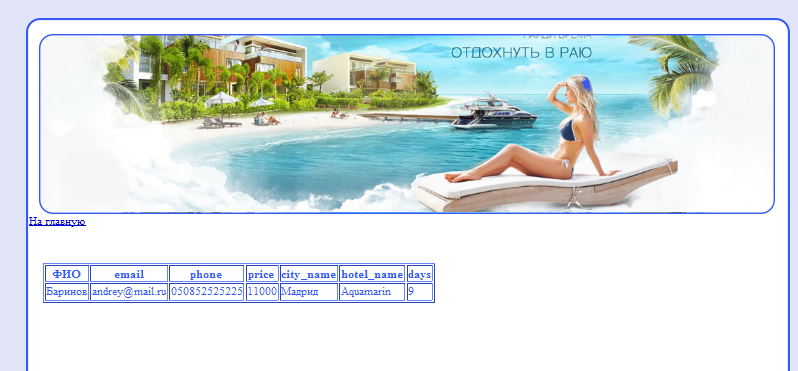 ОТДОХНУТЬ В РАЮ
На главную
ФИО email phone price city_name hotel_name days
Баринов andrey@mail.ru 050852525225 11000 Мадрид Aquamarin 9